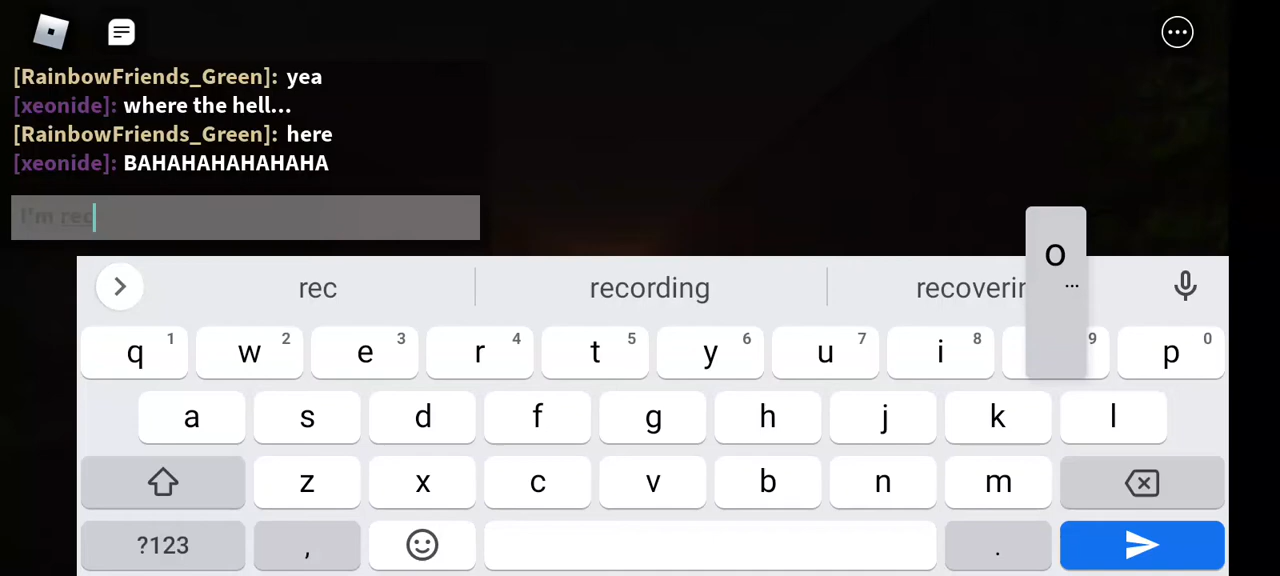 [RainbowFriends_Green]: yea
[xeonide]: where the hell...
[RainbowFriends_Green]: here
[xeonide]: BAHAHAHAHAHAHA
I'm rec
o
...
rec recording recoverin
q 1 w 2 e 3 r 4 t 5 y 6 u 7 i 8 9 p 0
a s d f g h j k l
z x c v b n m
?123 , .